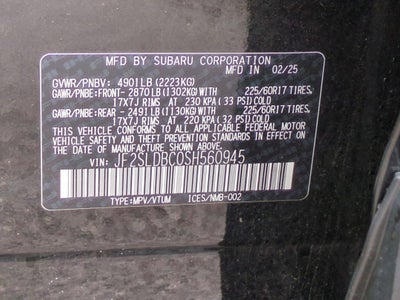 MFD BY SUBARU CORPORATION
MFD IN 02/25
GVWR/PNBV: 4901LB(2223KG)
GAWR/PNBE:FRONT- 2870LB(1302KG)WITH 225/60R17 TIRES,
17X7J RIMS AT 230 KPA(33 PSI)COLD
GAWR/PNBE:REAR - 2491LB(1130KG)WITH 225/60R17 TIRES,
17X7J RIMS AT 220 KPA(32 PSI)COLD
THIS VEHICLE CONFORMS TO ALL APPLICABLE
FEDERAL MOTOR VEHICLE SAFETY, BUMPER, AND
THEFT PREVENTION STANDARDS IN EFFECT ON THE
DATE OF MANUFACTURE SHOWN ABOVE.
VIN: JF2SLDBC0SH560945
TYPE:MPV/VTUM ICES/NMB-002